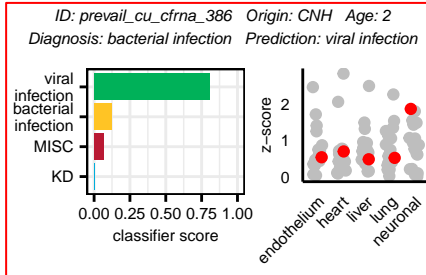 ID: prevail_cu_cfrna_386 Origin: CNH Age: 2
Diagnosis: bacterial infection Prediction: viral infection
viral
infection
bacterial
infection
MISC
KD
0.00 0.25 0.50 0.75 1.00
classifier score
z-score
2
1
0
endothelium
heart
liver
lung
neuronal